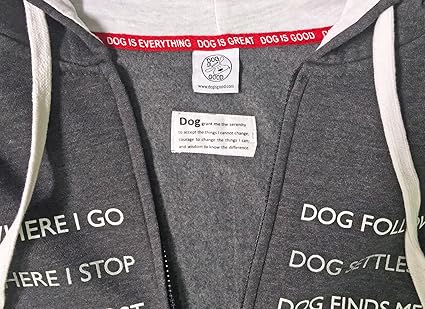 DOG IS EVERYTHING DOG IS GREAT DOG IS GOOD
DOG IS GOOD
www.dogisgood.com
Dog grant me the serenity
to accept the things I cannot change,
courage to change the things I can,
and wisdom to know the difference.
WHERE I GO
HERE I STOP
DOG FOLLOW
DOG SETTLES
DOG FINDS ME